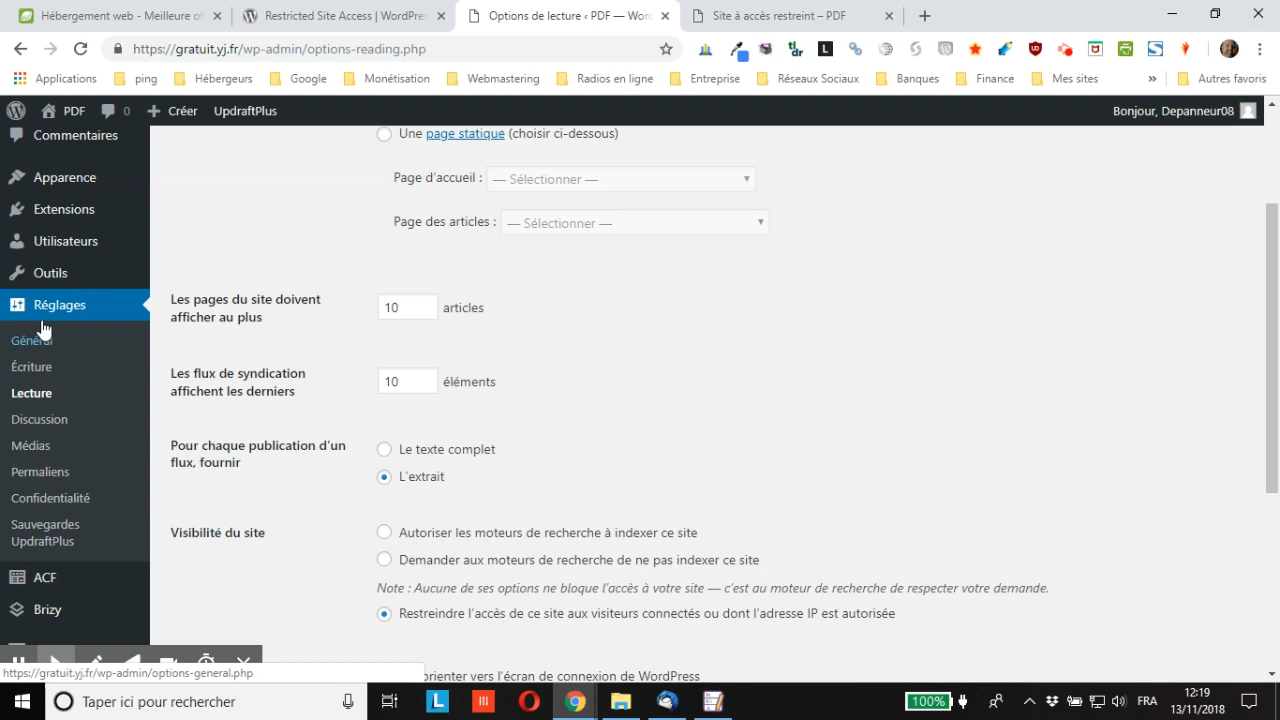 Hébergement web - Meilleure of
Restricted Site Access | WordPres
Options de lecture ‹ PDF — Wor
Site à accès restreint – PDF
https://gratuit.yj.fr/wp-admin/options-reading.php
Applications
ping
Hébergeurs
Google
Monétisation
Webmastering
Radios en ligne
Entreprise
Réseaux Sociaux
Banques
Finance
Mes sites
»
Autres favoris
PDF
0
Créer
UpdraftPlus
Bonjour, Depanneur08
Commentaires
Apparence
Extensions
Utilisateurs
Outils
Réglages
Général
Écriture
Lecture
Discussion
Médias
Permaliens
Confidentialité
Sauvegardes
UpdraftPlus
ACF
Brizy
Une page statique (choisir ci-dessous)
Page d’accueil : — Sélectionner —
Page des articles : — Sélectionner —
Les pages du site doivent
afficher au plus
10 articles
Les flux de syndication
affichent les derniers
10 éléments
Pour chaque publication d’un
flux, fournir
Le texte complet
L’extrait
Visibilité du site
Autoriser les moteurs de recherche à indexer ce site
Demander aux moteurs de recherche de ne pas indexer ce site
Note : Aucune de ses options ne bloque l’accès à votre site — c’est au moteur de recherche de respecter votre demande.
Restreindre l’accès de ce site aux visiteurs connectés ou dont l’adresse IP est autorisée
orienter vers l’écran de connexion de WordPress
https://gratuit.yj.fr/wp-admin/options-general.php
Taper ici pour rechercher
100%
FRA
12:19
13/11/2018